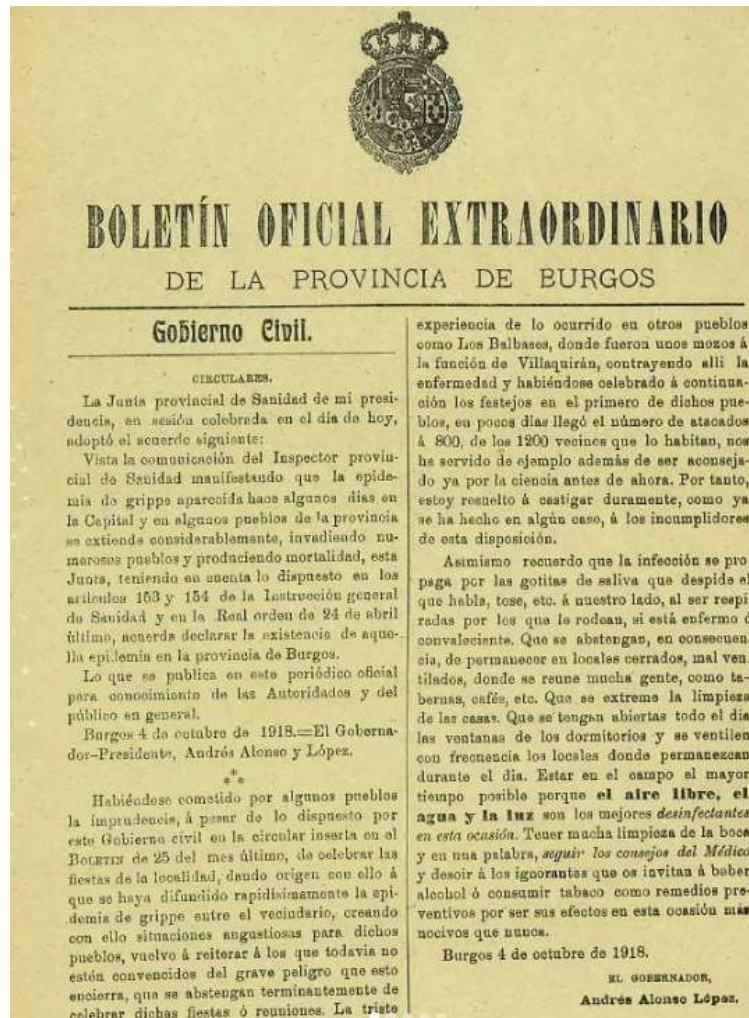 BOLETÍN OFICIAL EXTRAORDINARIO
DE LA PROVINCIA DE BURGOS
Gobierno Civil.
CIRCULARES.
La Junta provincial de Sanidad de mi presi-
dencia, en sesión celebrada en el día de hoy,
adoptó el acuerdo siguiente:
Vista la comunicación del Inspector provin-
cial de Sanidad manifestando que la epide-
mia de grippe aparecida hace algunos dias en
la Capital y en algunos pueblos de la provincia
se extiende considerablemente, invadiendo nu-
merosos pueblos y produciendo mortalidad, esta
Junta, teniendo en cuenta lo dispuesto en los
artículos 153 y 154 de la Instrucción general
de Sanidad y en la Real orden de 24 de abril
último, acuerda declarar la existencia de aque-
lla epidemia en la provincia de Burgos.
Lo que se publica en este periódico oficial
para conocimiento de las Autoridades y del
público en general.
Burgos 4 de octubre de 1918.=El Goberna-
dor-Presidente, Andrés Alonso y López.
***
Habiéndose cometido por algunos pueblos
la imprudencia, á pesar de lo dispuesto por
este Gobierno civil en la circular inserta en el
BOLETIN de 25 del mes último, de celebrar las
fiestas de la localidad, dando origen con ello á
que se haya difundido rapidísimamente la epi-
demia de grippe entre el vecindario, creando
con ello situaciones angustiosas para dichos
pueblos, vuelvo á reiterar á los que todavia no
estén convencidos del grave peligro que esto
encierra, que se abstengan terminantemente de
celebrar dichas fiestas ó reuniones. La triste
experiencia de lo ocurrido en otros pueblos
como Los Balbases, donde fueron unos mozos á
la función de Villaquirán, contrayendo alli la
enfermedad y habiéndose celebrado á continua-
ción los festejos en el primero de dichos pue-
blos, en pocos dias llegó el número de atacados
á 800, de los 1200 vecinos que lo habitan, nos
ha servido de ejemplo además de ser aconseja-
do ya por la ciencia antes de ahora. Por tanto,
estoy resuelto á castigar duramente, como ya
se ha hecho en algún caso, á los incumplidores
de esta disposición.
Asimismo recuerdo que la infección se pro
paga por las gotitas de saliva que despide el
que habla, tose, etc. á nuestro lado, al ser respi
radas por los que le rodean, si está enfermo ó
convaleciente. Que se abstengan, en consecuen
cia, de permanecer en locales cerrados, mal ven
tilados, donde se reune mucha gente, como ta-
bernas, cafés, etc. Que se extreme la limpieza
de las casas. Que se tengan abiertas todo el dia
las ventanas de los dormitorios y se ventilen
con frecuencia los locales donde permanezcan
durante el dia. Estar en el campo el mayor
tiempo posible porque el aire libre, el
agua y la luz son los mejores desinfectantes
en esta ocasión. Tener mucha limpieza de la boca
y en una palabra, seguir los consejos del Médico
y desoir á los ignorantes que os invitan á beber
alcohol ó consumir tabaco como remedios pre-
ventivos por ser sus efectos en esta ocasión más
nocivos que nunca.
Burgos 4 de octubre de 1918.
EL GOBERNADOR,
Andrés Alonso López.